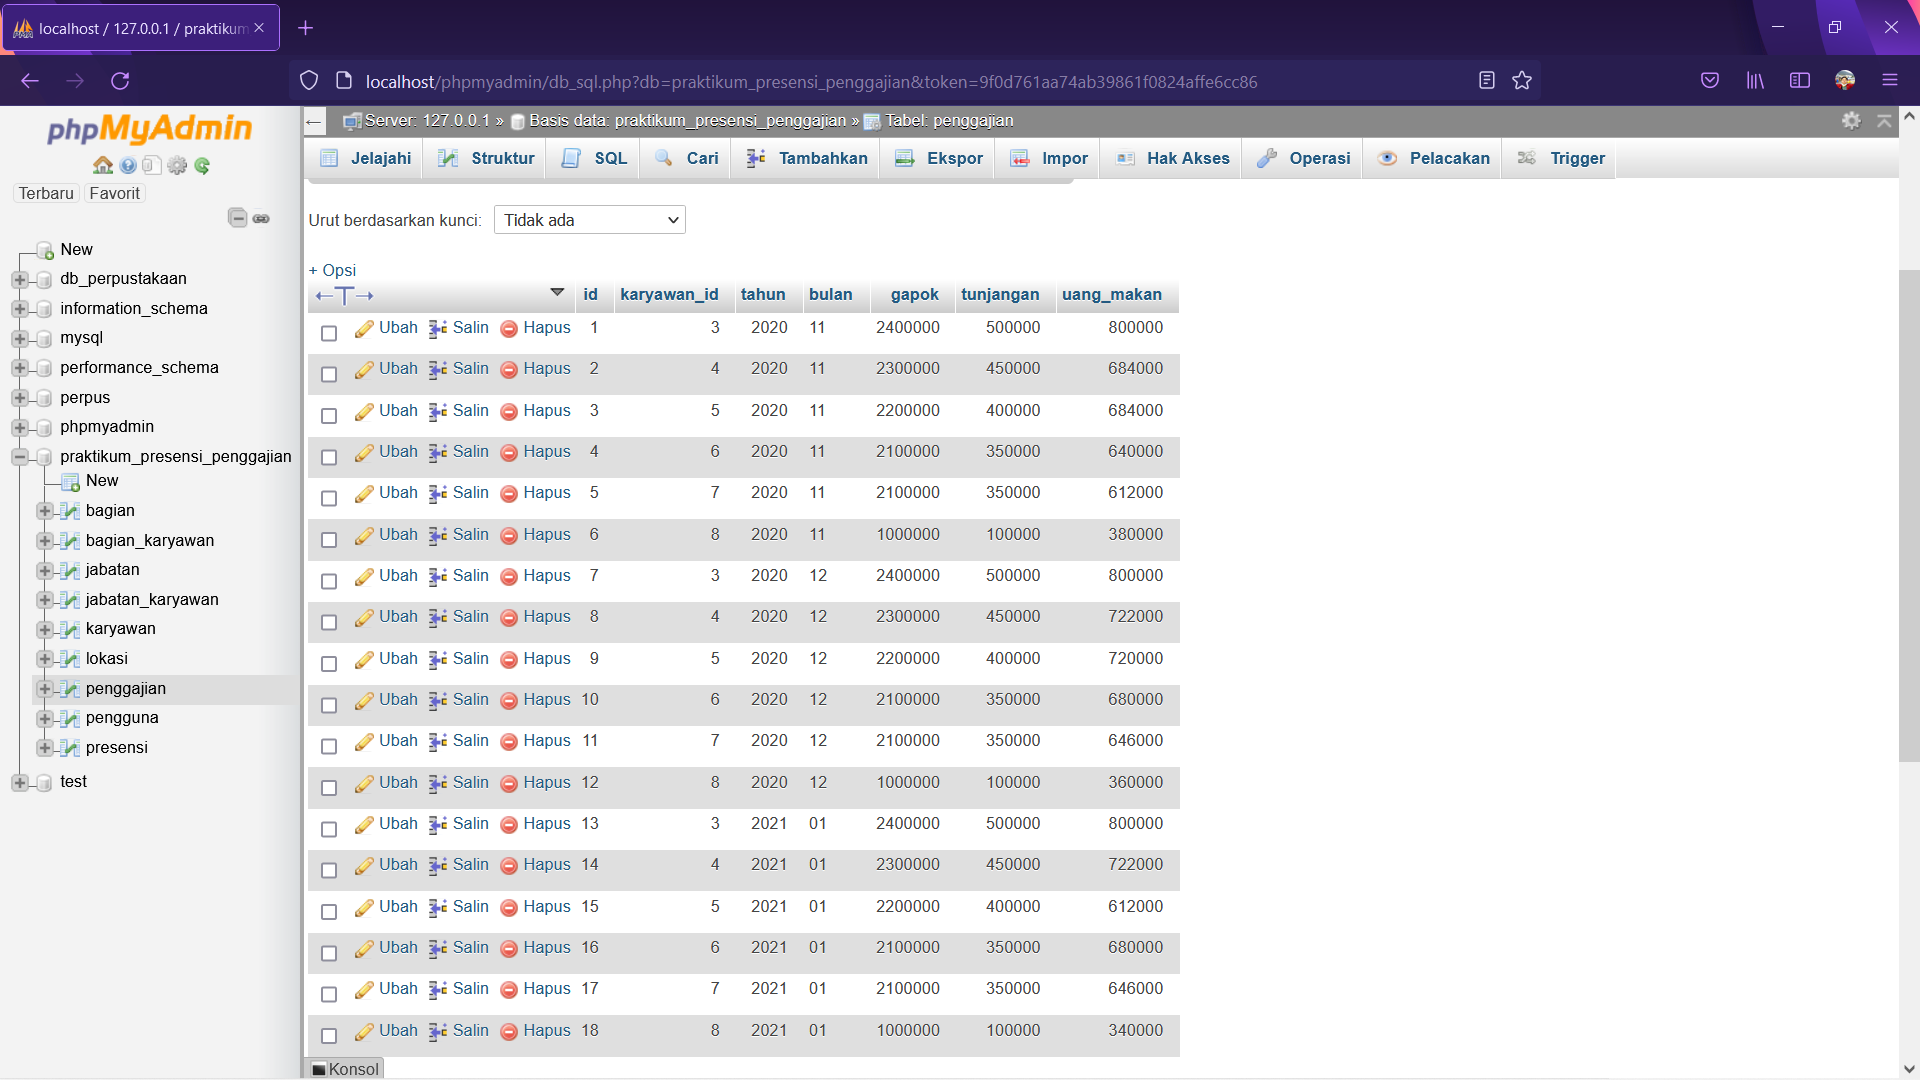 localhost / 127.0.0.1 / praktikum
localhost/phpmyadmin/db_sql.php?db=praktikum_presensi_penggajian&token=9f0d761aa74ab39861f0824affe6cc86
phpMyAdmin
Terbaru Favorit
New
db_perpustakaan
information_schema
mysql
performance_schema
perpus
phpmyadmin
praktikum_presensi_penggajian
New
bagian
bagian_karyawan
jabatan
jabatan_karyawan
karyawan
lokasi
penggajian
pengguna
presensi
test
Server: 127.0.0.1 » Basis data: praktikum_presensi_penggajian » Tabel: penggajian
Jelajahi Struktur SQL Cari Tambahkan Ekspor Impor Hak Akses Operasi Pelacakan Trigger
Urut berdasarkan kunci: Tidak ada
+ Opsi
←T→ id karyawan_id tahun bulan gapok tunjangan uang_makan
Ubah Salin Hapus 1 3 2020 11 2400000 500000 800000
Ubah Salin Hapus 2 4 2020 11 2300000 450000 684000
Ubah Salin Hapus 3 5 2020 11 2200000 400000 684000
Ubah Salin Hapus 4 6 2020 11 2100000 350000 640000
Ubah Salin Hapus 5 7 2020 11 2100000 350000 612000
Ubah Salin Hapus 6 8 2020 11 1000000 100000 380000
Ubah Salin Hapus 7 3 2020 12 2400000 500000 800000
Ubah Salin Hapus 8 4 2020 12 2300000 450000 722000
Ubah Salin Hapus 9 5 2020 12 2200000 400000 720000
Ubah Salin Hapus 10 6 2020 12 2100000 350000 680000
Ubah Salin Hapus 11 7 2020 12 2100000 350000 646000
Ubah Salin Hapus 12 8 2020 12 1000000 100000 360000
Ubah Salin Hapus 13 3 2021 01 2400000 500000 800000
Ubah Salin Hapus 14 4 2021 01 2300000 450000 722000
Ubah Salin Hapus 15 5 2021 01 2200000 400000 612000
Ubah Salin Hapus 16 6 2021 01 2100000 350000 680000
Ubah Salin Hapus 17 7 2021 01 2100000 350000 646000
Ubah Salin Hapus 18 8 2021 01 1000000 100000 340000
Konsol